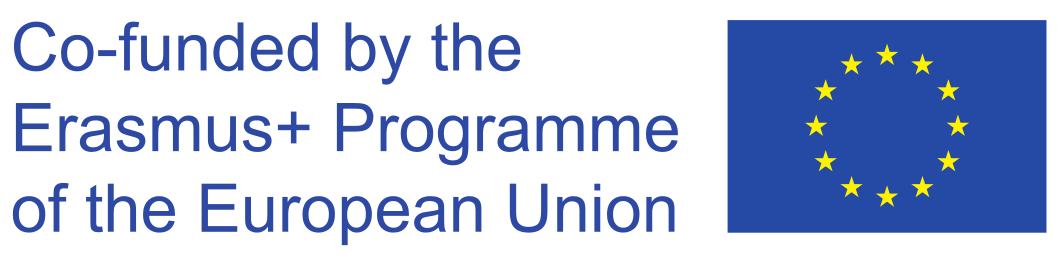 Co-funded by the
Erasmus+ Programme
of the European Union